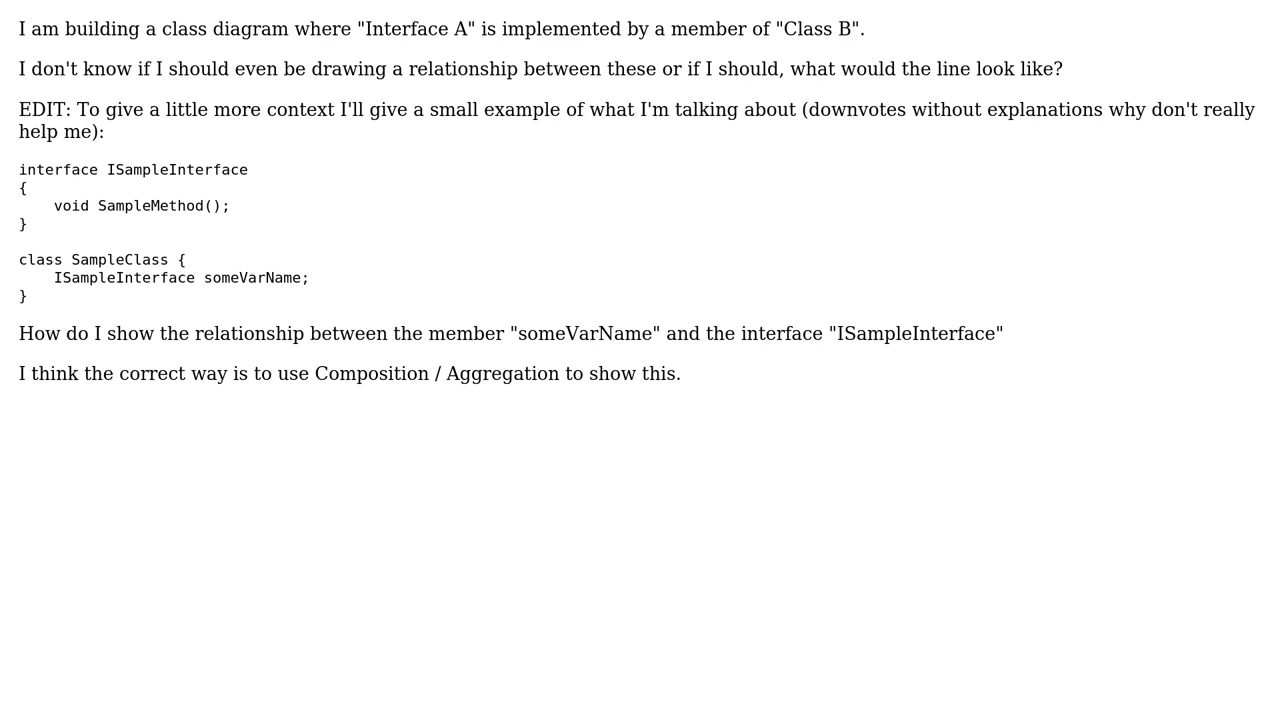 I am building a class diagram where "Interface A" is implemented by a member of "Class B".
I don't know if I should even be drawing a relationship between these or if I should, what would the line look like?
EDIT: To give a little more context I'll give a small example of what I'm talking about (downvotes without explanations why don't really
help me):
interface ISampleInterface
{
    void SampleMethod();
}
class SampleClass {
    ISampleInterface someVarName;
}
How do I show the relationship between the member "someVarName" and the interface "ISampleInterface"
I think the correct way is to use Composition / Aggregation to show this.